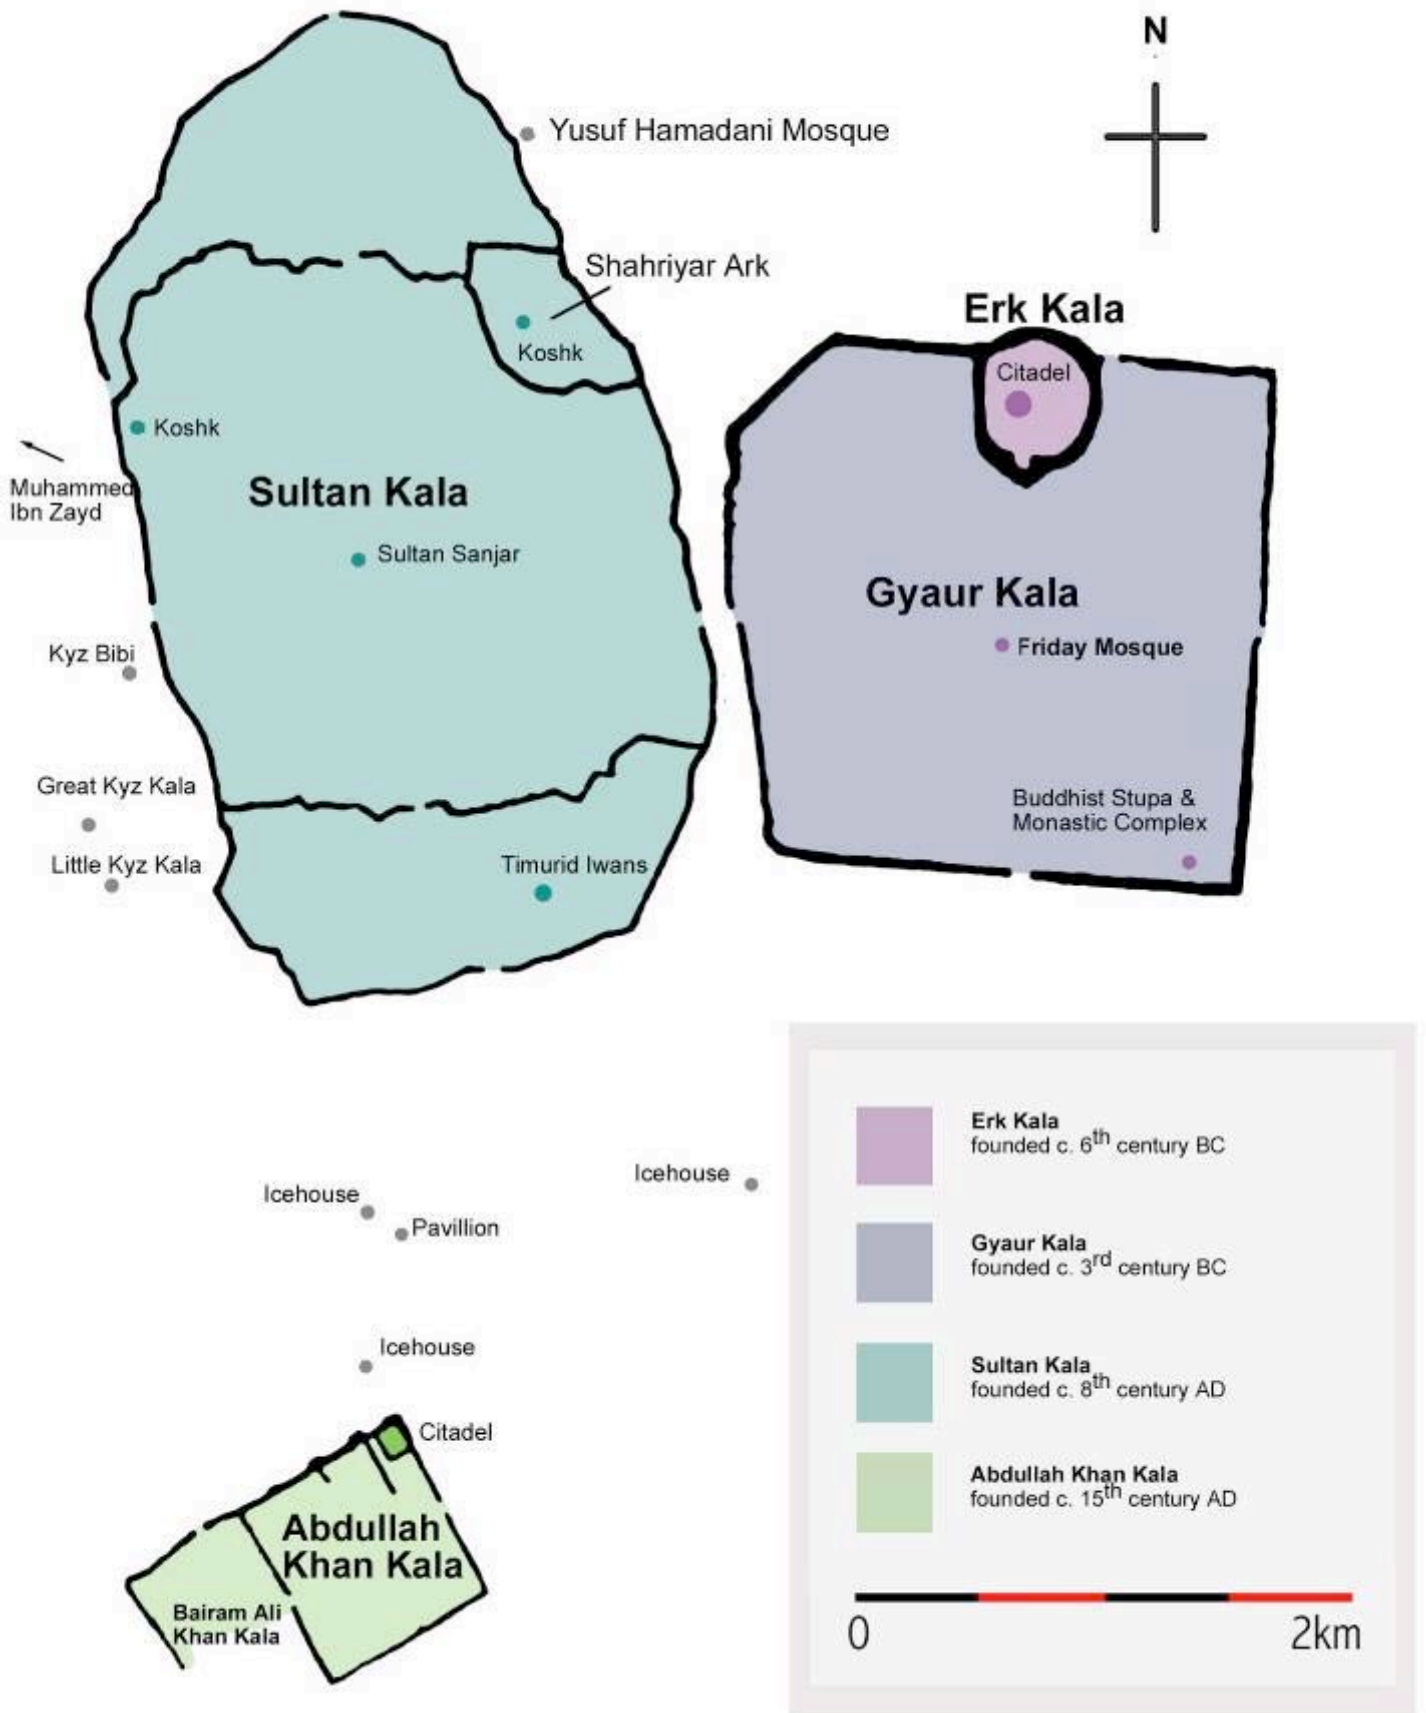 N
Yusuf Hamadani Mosque
Shahriyar Ark
Koshk
Erk Kala
Citadel
Koshk
Muhammed
Ibn Zayd
Sultan Kala
Sultan Sanjar
Gyaur Kala
Friday Mosque
Kyz Bibi
Great Kyz Kala
Little Kyz Kala
Timurid Iwans
Buddhist Stupa &
Monastic Complex
Icehouse
Icehouse
Pavillion
Icehouse
Citadel
Abdullah
Khan Kala
Bairam Ali
Khan Kala
Erk Kala
founded c. 6th century BC
Gyaur Kala
founded c. 3rd century BC
Sultan Kala
founded c. 8th century AD
Abdullah Khan Kala
founded c. 15th century AD
0 2km